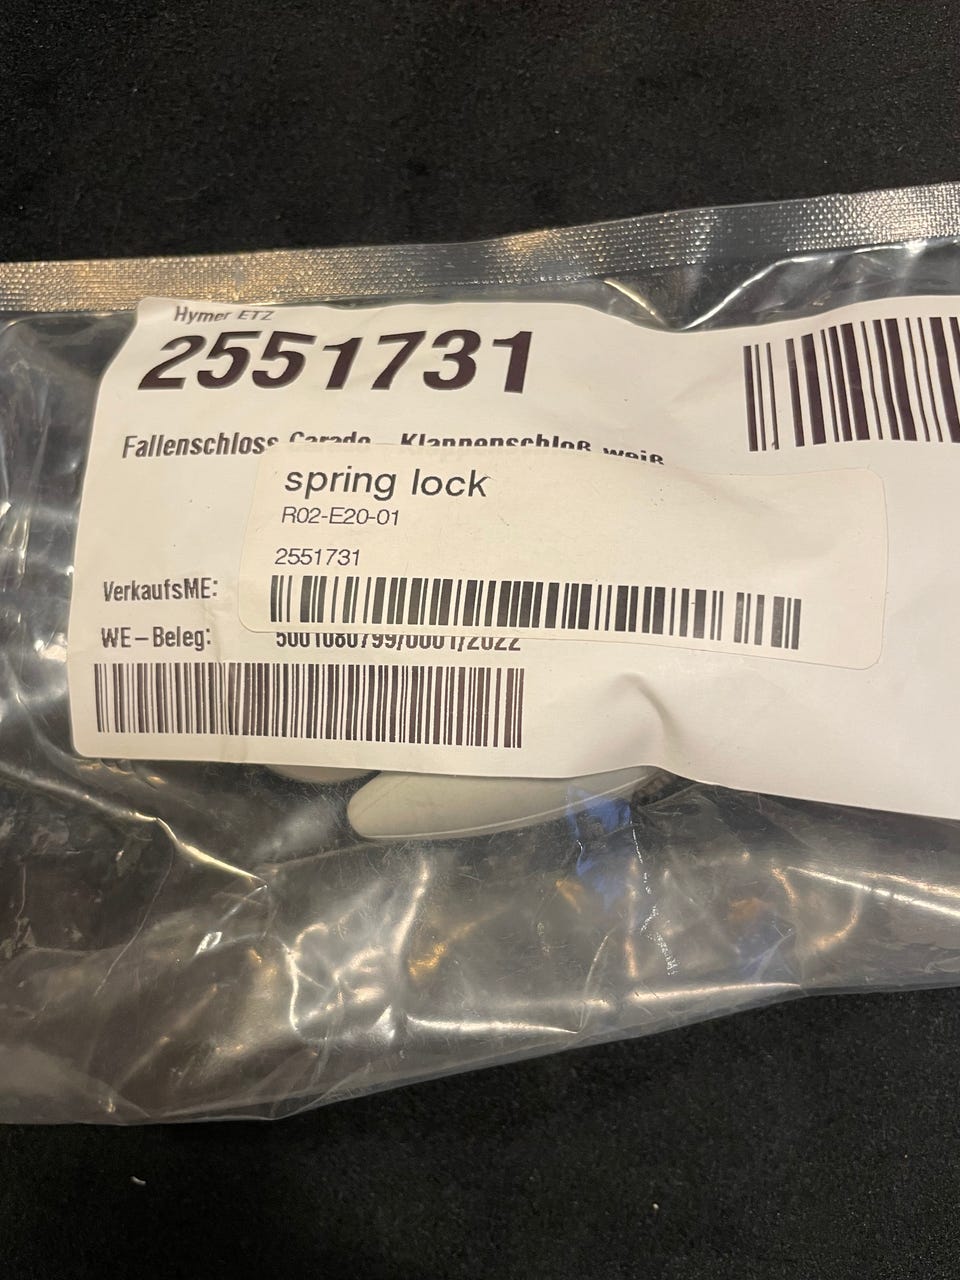 Hymer ETZ
2551731
Fallenschloss Carado Klappenschloß weiß
spring lock
R02-E20-01
2551731
VerkaufsME:
WE-Beleg: 5001080799/0001/2022